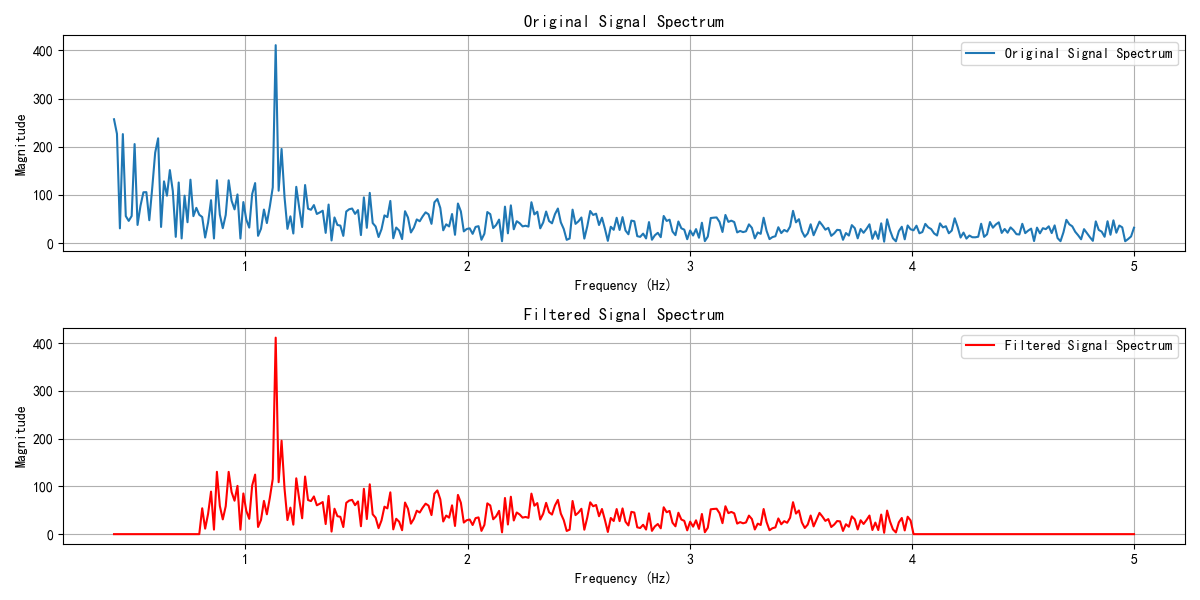 Original Signal Spectrum
400
300
200
100
0
Magnitude
Original Signal Spectrum
1
2
3
4
5
Frequency (Hz)
Filtered Signal Spectrum
400
300
200
100
0
Magnitude
Filtered Signal Spectrum
1
2
3
4
5
Frequency (Hz)